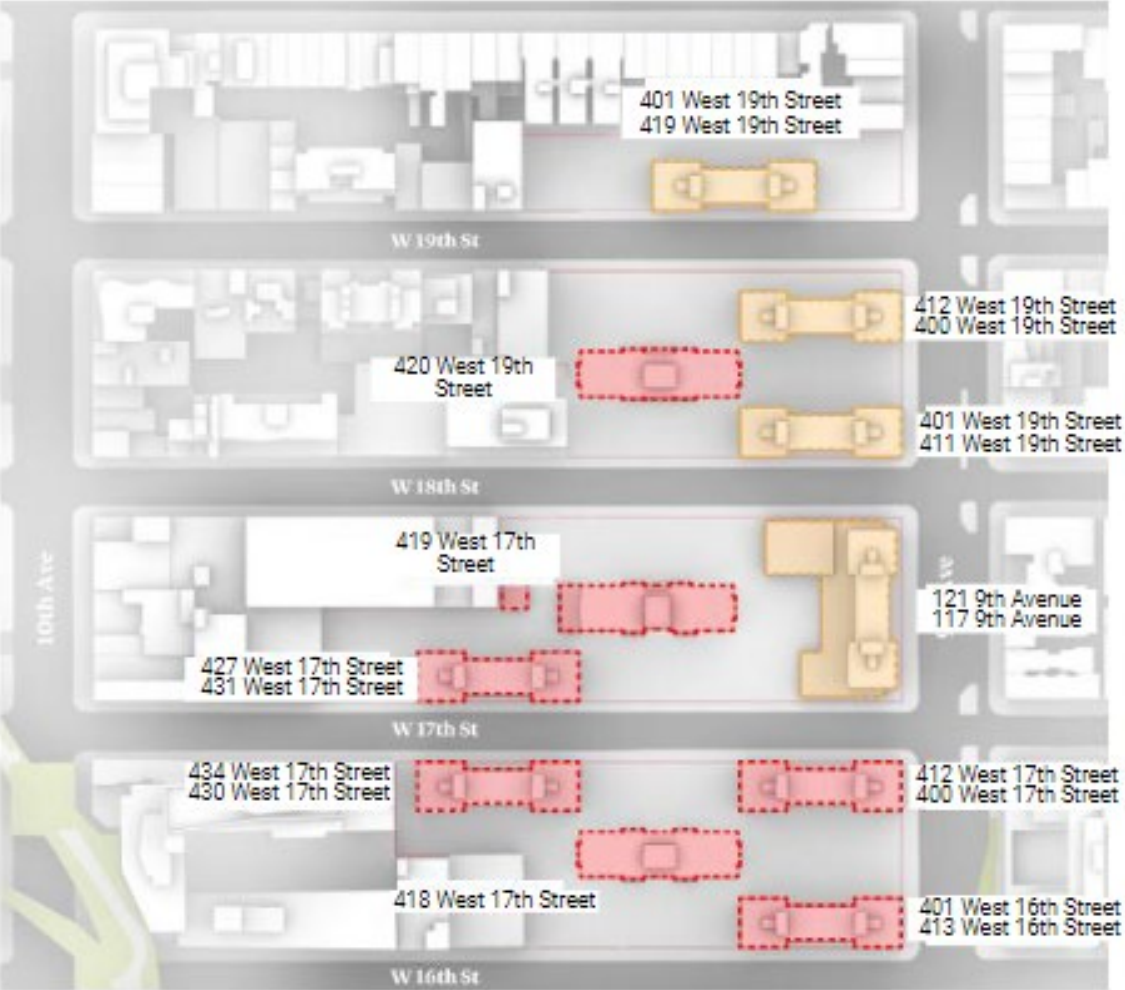 401 West 19th Street
419 West 19th Street
W 19th St
412 West 19th Street
400 West 19th Street
420 West 19th
Street
401 West 19th Street
411 West 19th Street
W 18th St
419 West 17th
Street
10th Ave
Ave
121 9th Avenue
117 9th Avenue
427 West 17th Street
431 West 17th Street
W 17th St
434 West 17th Street
430 West 17th Street
412 West 17th Street
400 West 17th Street
418 West 17th Street
401 West 16th Street
413 West 16th Street
W 16th St